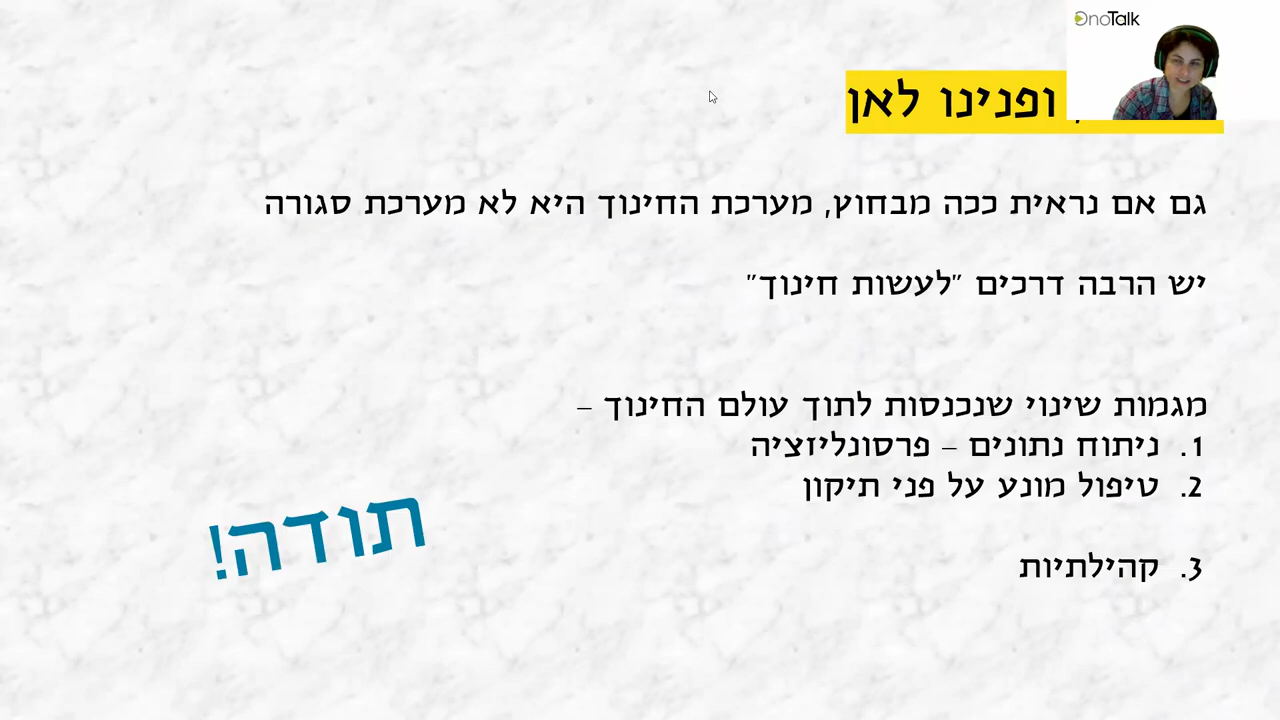 OnoTalk
ופנינו לאן
גם אם נראית ככה מבחוץ, מערכת החינוך היא לא מערכת סגורה
יש הרבה דרכים "לעשות חינוך"
מגמות שינוי שנכנסות לתוך עולם החינוך –
1. ניתוח נתונים – פרסונליזציה
2. טיפול מונע על פני תיקון
3. קהילתיות
תודה!